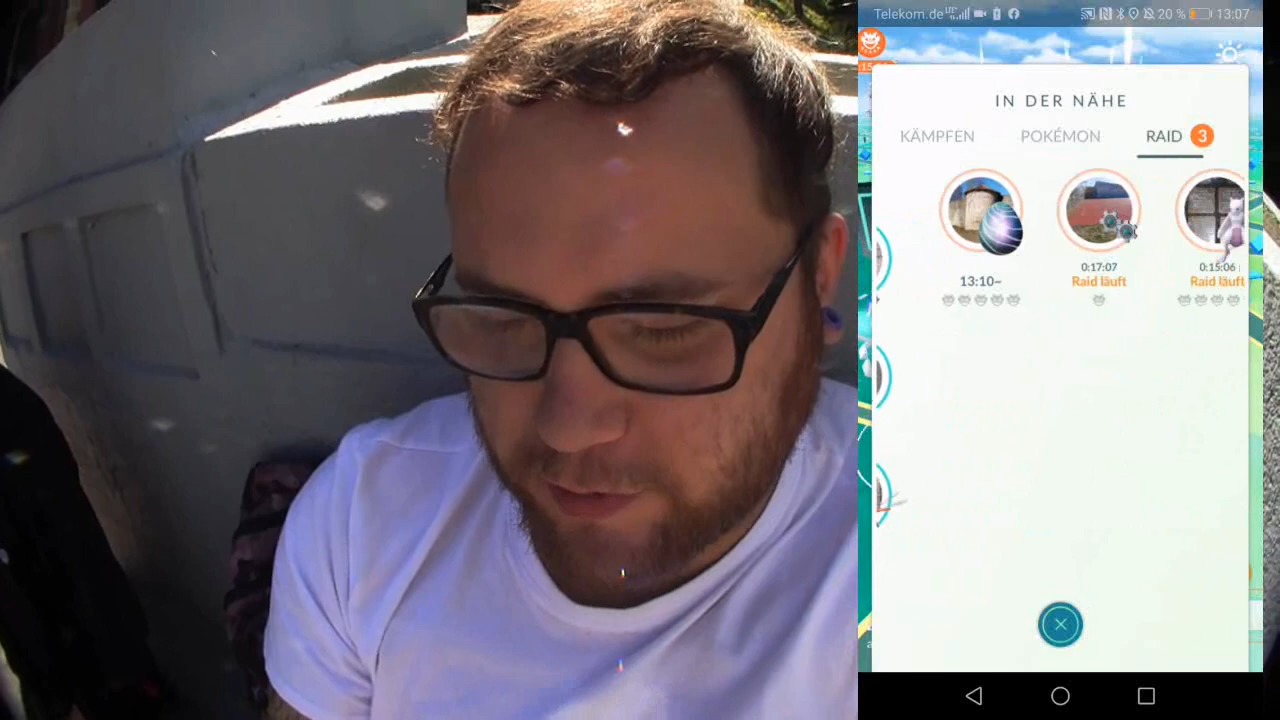 Telekom.de 20 % 13:07
IN DER NÄHE
KÄMPFEN POKÉMON RAID 3
0:17:07 0:15:06
13:10– Raid läuft Raid läuft